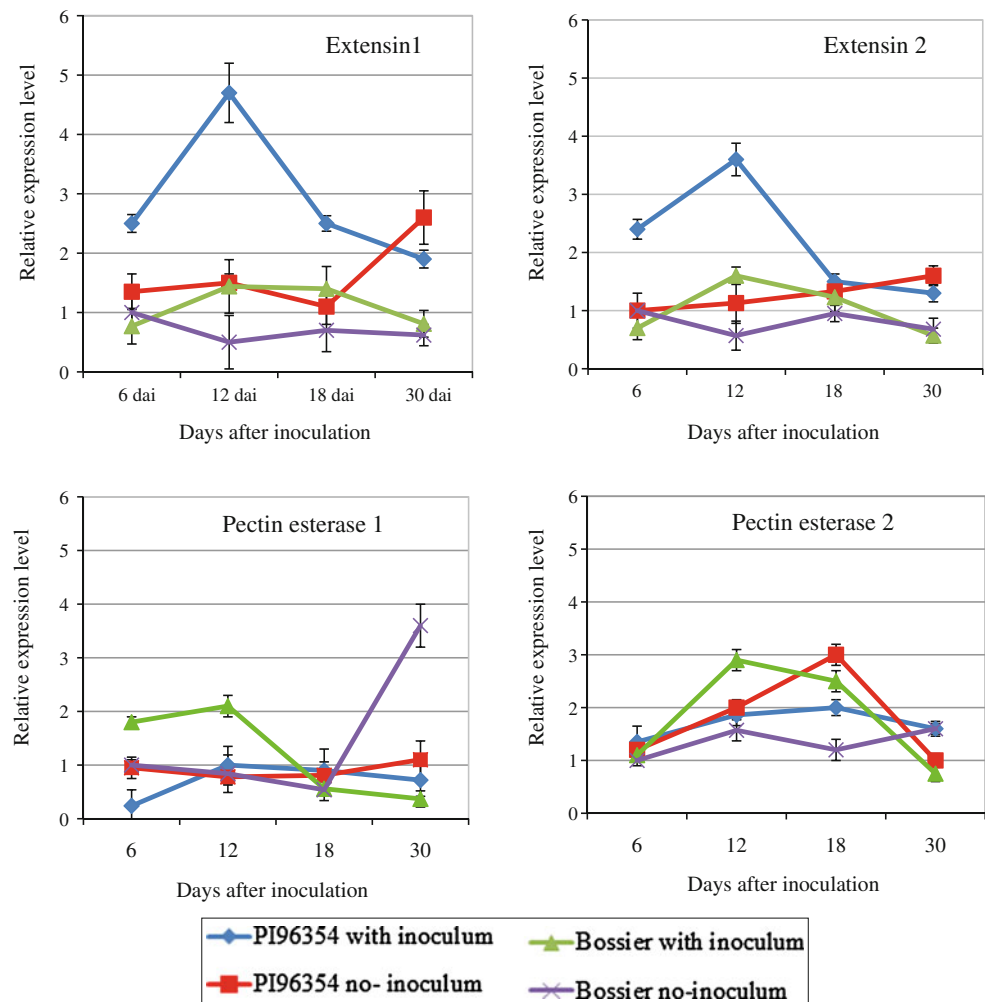 Extensin1
Relative expression level
6
5
4
3
2
1
0
6 dai 12 dai 18 dai 30 dai
Days after inoculation
Extensin 2
Relative expression level
6
5
4
3
2
1
0
6 12 18 30
Days after inoculation
Pectin esterase 1
Relative expression level
6
5
4
3
2
1
0
6 12 18 30
Days after inoculation
Pectin esterase 2
Relative expression level
6
5
4
3
2
1
0
6 12 18 30
Days after inoculation
PI96354 with inoculum
Bossier with inoculum
PI96354 no- inoculum
Bossier no-inoculum